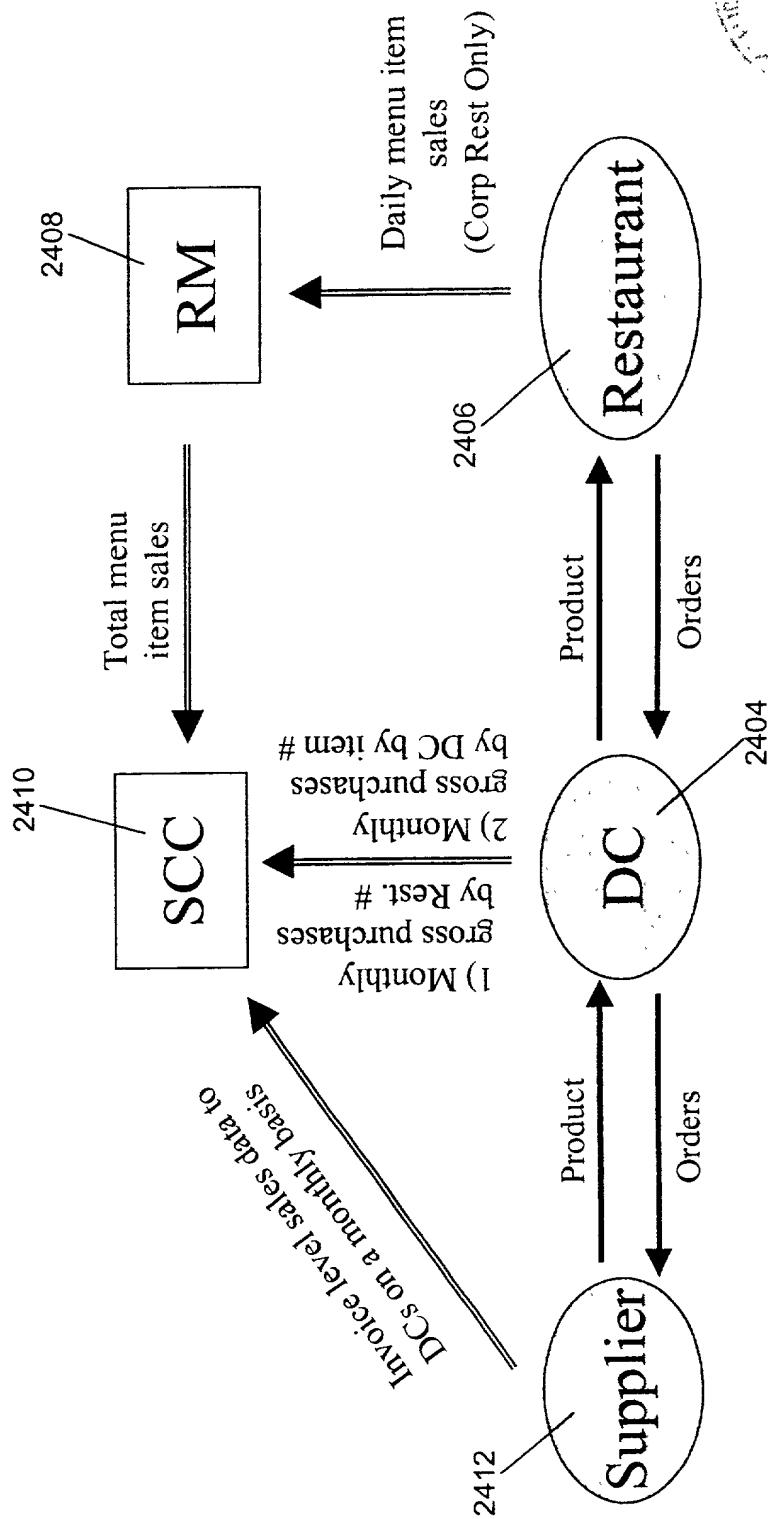 2410
SCC
Total menu
item sales
2408
RM
Invoice level sales data to
DCs on a monthly basis
1) Monthly
gross purchases
by Rest. #
2) Monthly
gross purchases
by DC by item #
Daily menu item
sales
(Corp Rest Only)
2412
Supplier
Product
Orders
DC
2404
Product
Orders
2406
Restaurant